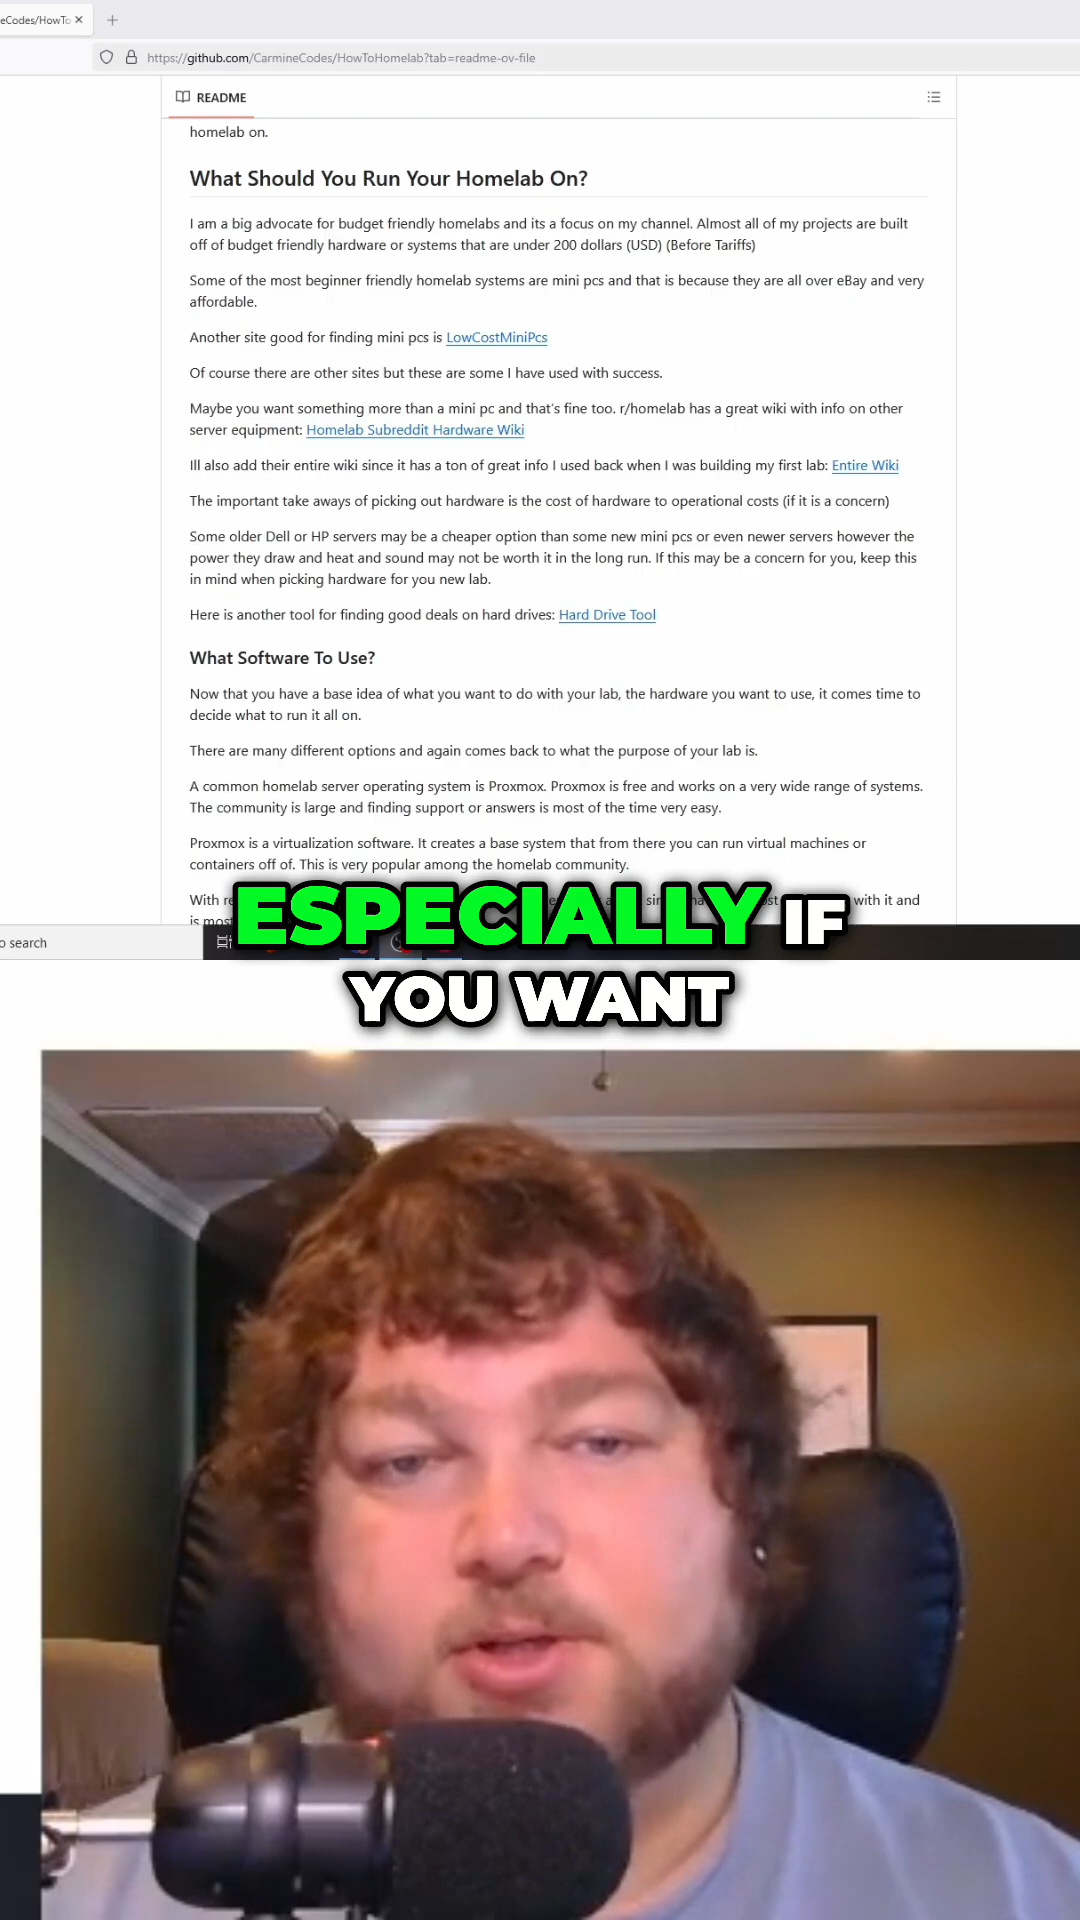 eCodes/HowTo
https://github.com/CarmineCodes/HowToHomelab?tab=readme-ov-file
README
homelab on.
What Should You Run Your Homelab On?
I am a big advocate for budget friendly homelabs and its a focus on my channel. Almost all of my projects are built
off of budget friendly hardware or systems that are under 200 dollars (USD) (Before Tariffs)
Some of the most beginner friendly homelab systems are mini pcs and that is because they are all over eBay and very
affordable.
Another site good for finding mini pcs is LowCostMiniPcs
Of course there are other sites but these are some I have used with success.
Maybe you want something more than a mini pc and that's fine too. r/homelab has a great wiki with info on other
server equipment: Homelab Subreddit Hardware Wiki
Ill also add their entire wiki since it has a ton of great info I used back when I was building my first lab: Entire Wiki
The important take aways of picking out hardware is the cost of hardware to operational costs (if it is a concern)
Some older Dell or HP servers may be a cheaper option than some new mini pcs or even newer servers however the
power they draw and heat and sound may not be worth it in the long run. If this may be a concern for you, keep this
in mind when picking hardware for you new lab.
Here is another tool for finding good deals on hard drives: Hard Drive Tool
What Software To Use?
Now that you have a base idea of what you want to do with your lab, the hardware you want to use, it comes time to
decide what to run it all on.
There are many different options and again comes back to what the purpose of your lab is.
A common homelab server operating system is Proxmox. Proxmox is free and works on a very wide range of systems.
The community is large and finding support or answers is most of the time very easy.
Proxmox is a virtualization software. It creates a base system that from there you can run virtual machines or
containers off of. This is very popular among the homelab community.
With with it and
is most
o search
ESPECIALLY IF
YOU WANT